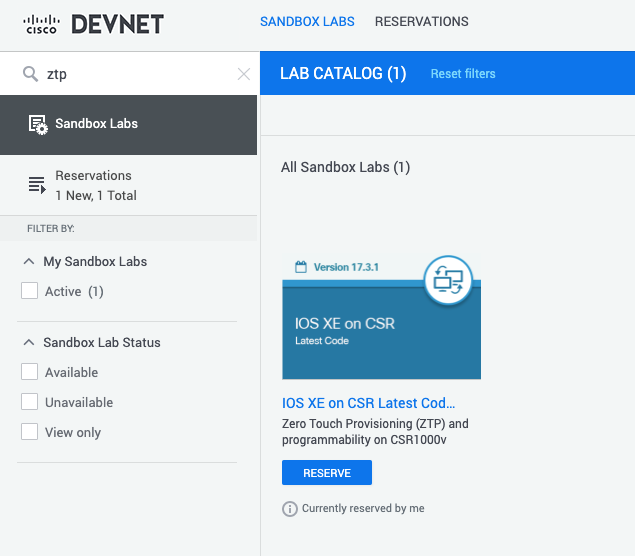 CISCO DEVNET
SANDBOX LABS RESERVATIONS
ztp
LAB CATALOG (1) Reset filters
Sandbox Labs
Reservations
1 New, 1 Total
FILTER BY:
My Sandbox Labs
Active (1)
Sandbox Lab Status
Available
Unavailable
View only
All Sandbox Labs (1)
Version 17.3.1
IOS XE on CSR
Latest Code
IOS XE on CSR Latest Cod...
Zero Touch Provisioning (ZTP) and
programmability on CSR1000v
RESERVE
Currently reserved by me